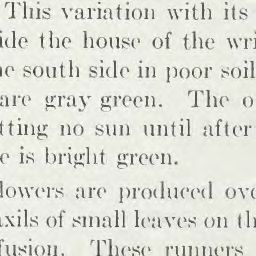 This variation with its
ide the house of the wri
e south side in poor soil
are gray green. The o
tting no sun until after
e is bright green.
lowers are produced ove
axils of small leaves on th
fusion. These runners